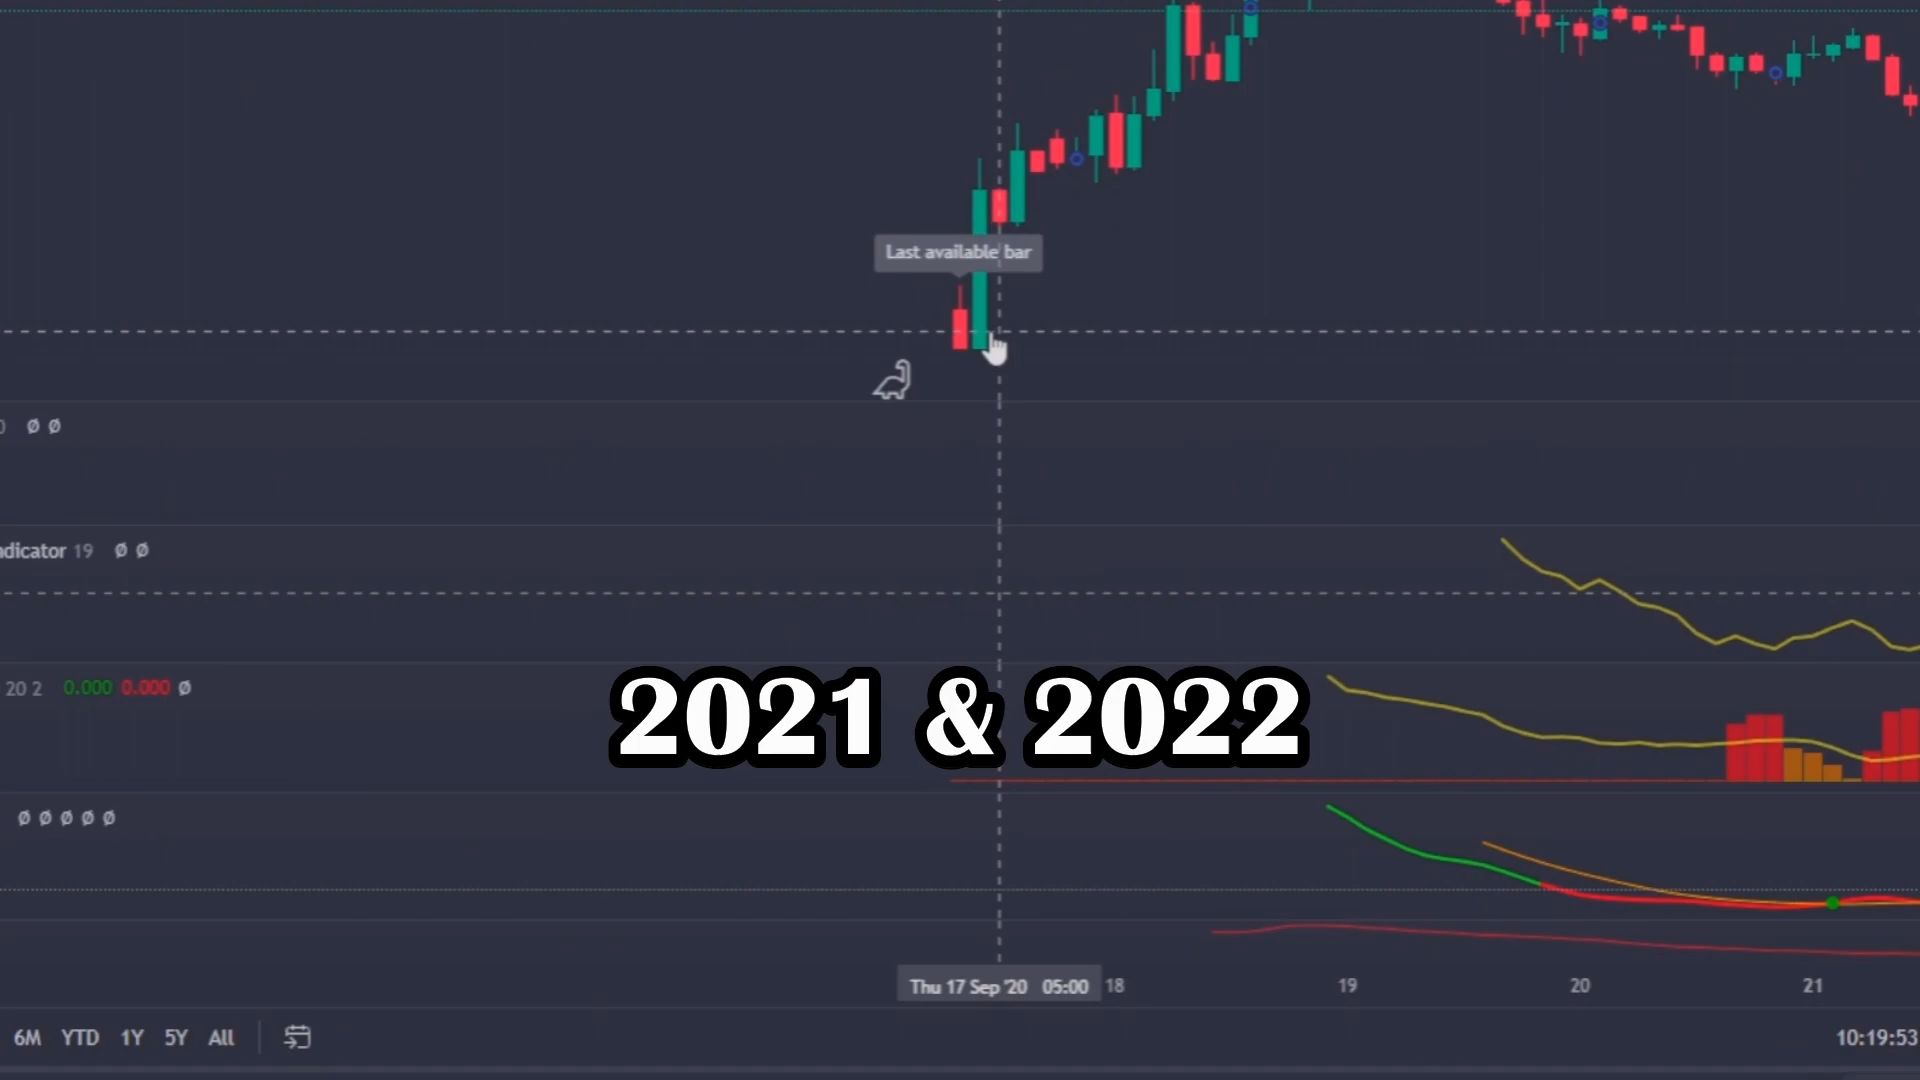 Last available bar
0 Ø Ø
ndicator 19 Ø Ø
20 2 0.000 0.000 Ø
2021 & 2022
Ø Ø Ø Ø Ø
Thu 17 Sep '20 05:00 18 19 20 21
6M YTD 1Y 5Y All 10:19:53